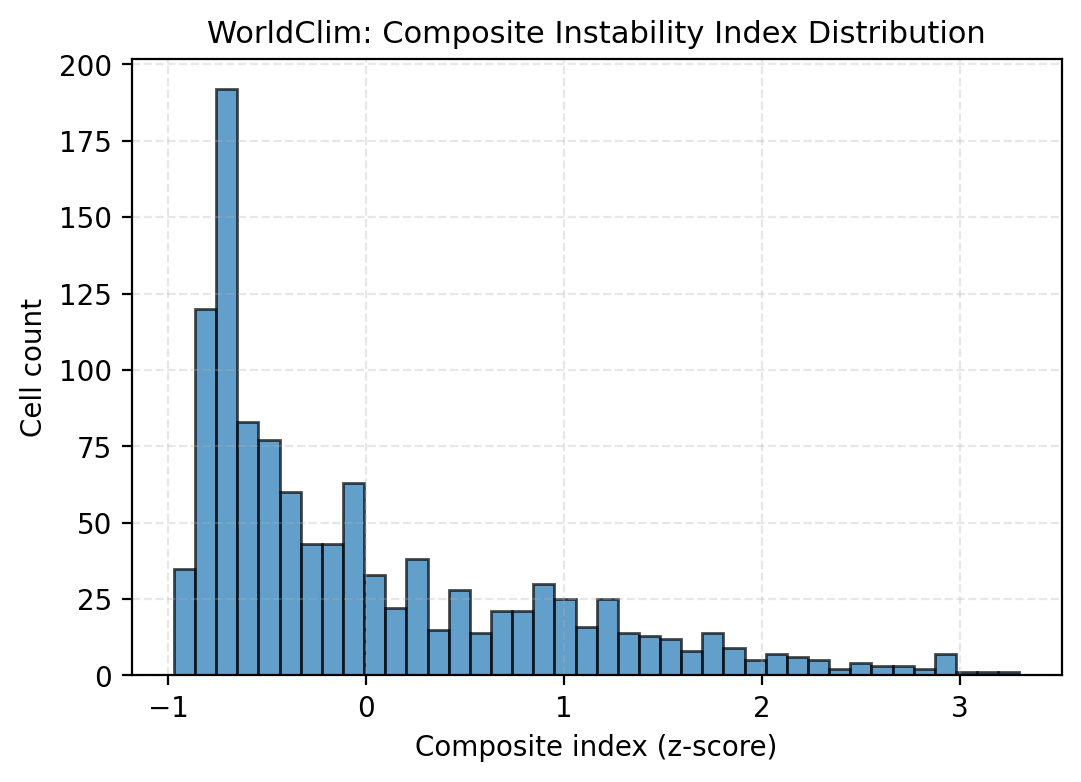 WorldClim: Composite Instability Index Distribution
200
175
150
125
100
75
50
25
0
Cell count
−1 0 1 2 3
Composite index (z-score)